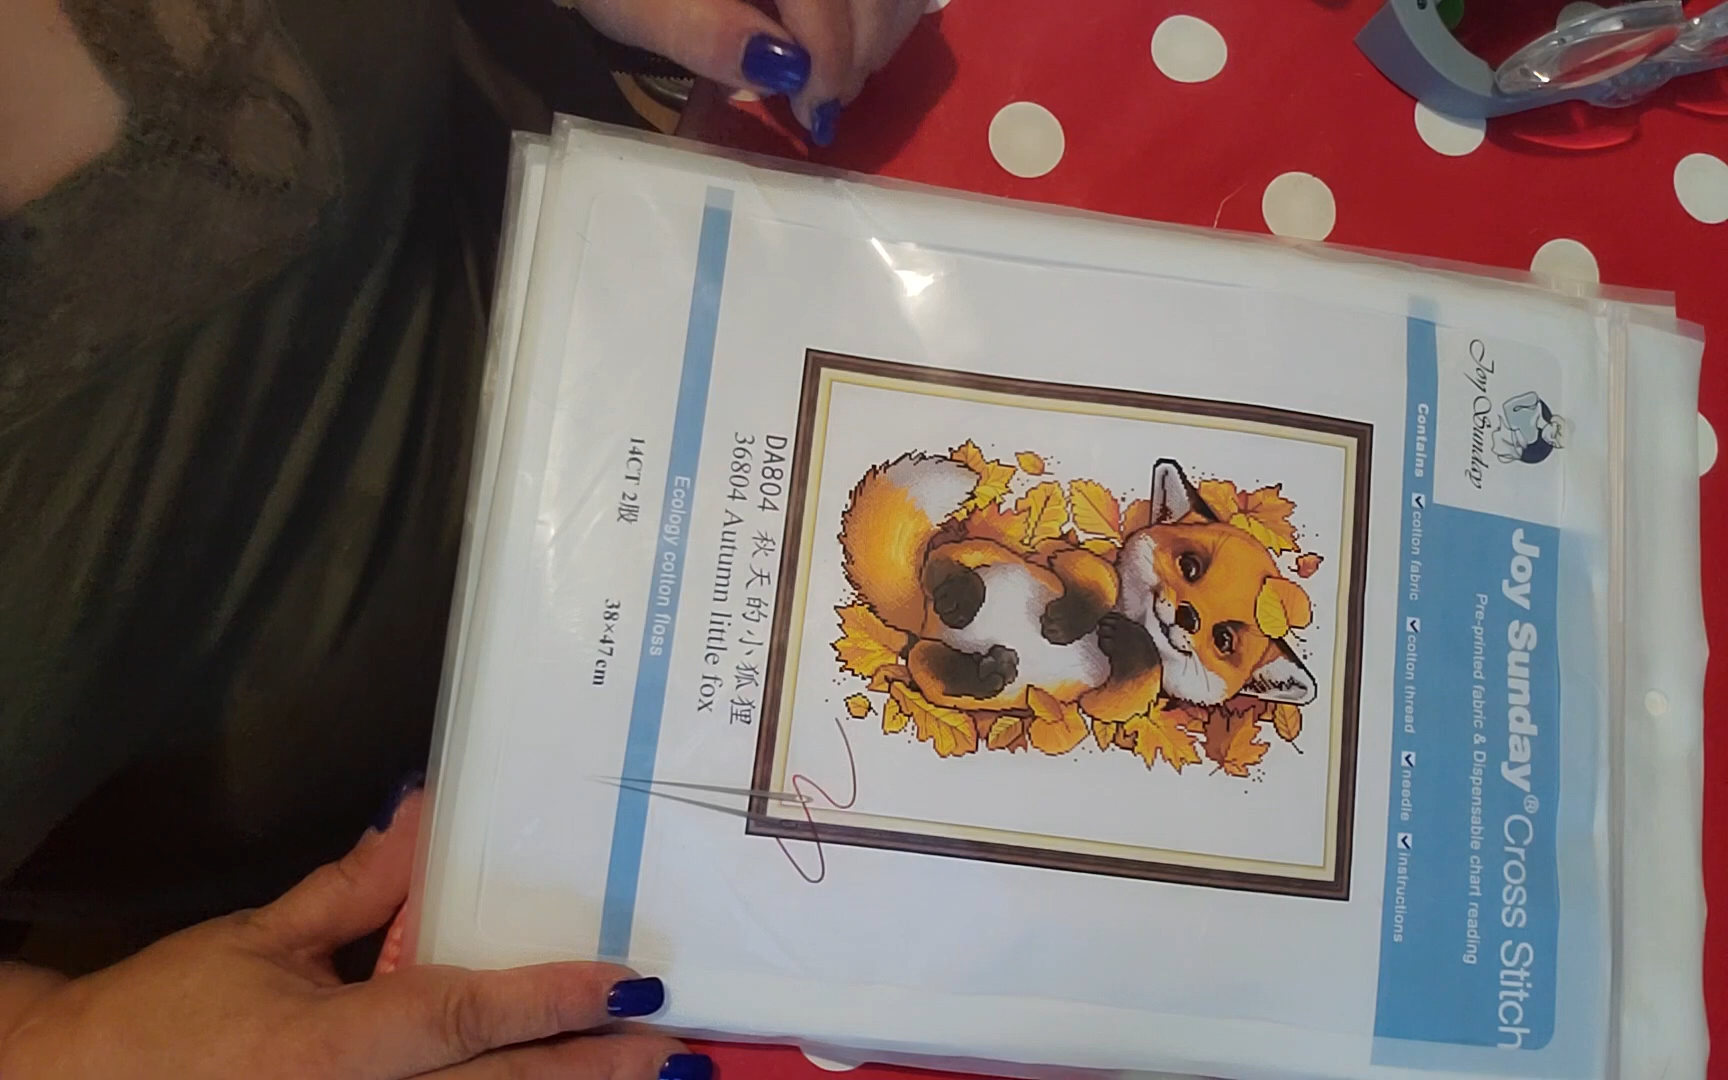 Joy Sunday
Joy Sunday®Cross Stitch
Pre-printed fabric & Dispensable chart reading
Contains cotton fabric cotton thread needle instructions
DA804 秋天的小狐狸
36804 Autumn little fox
Ecology cotton floss
14CT 2股 38×47cm